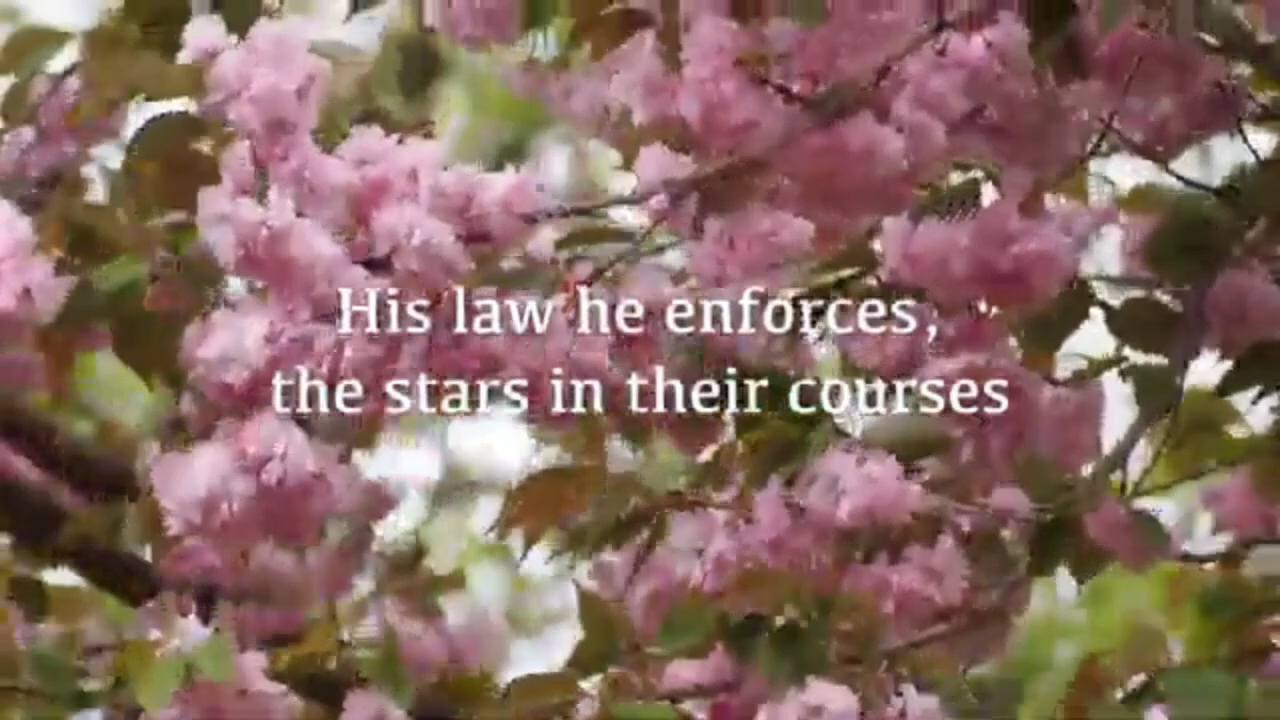 His law he enforces,
the stars in their courses